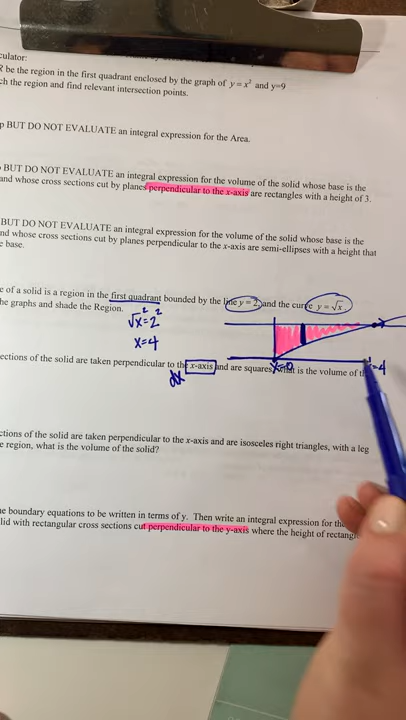 culator:
R be the region in the first quadrant enclosed by the graph of y = x² and y=9
ch the region and find relevant intersection points.
p BUT DO NOT EVALUATE an integral expression for the Area.
BUT DO NOT EVALUATE an integral expression for the volume of the solid whose base is the
and whose cross sections cut by planes perpendicular to the x-axis are rectangles with a height of 3.
BUT DO NOT EVALUATE an integral expression for the volume of the solid whose base is the
nd whose cross sections cut by planes perpendicular to the x-axis are semi-ellipses with a height that
e base.
e of a solid is a region in the first quadrant bounded by the line y = 2, and the curve y = √x.
he graphs and shade the Region.
√x² = 2²
x=4
ections of the solid are taken perpendicular to the x-axis and are squares, what is the volume of th
x=0
=4
dx
ctions of the solid are taken perpendicular to the x-axis and are isosceles right triangles, with a leg
e region, what is the volume of the solid?
he boundary equations to be written in terms of y. Then write an integral expression for the
lid with rectangular cross sections cut perpendicular to the y-axis where the height of rectangl